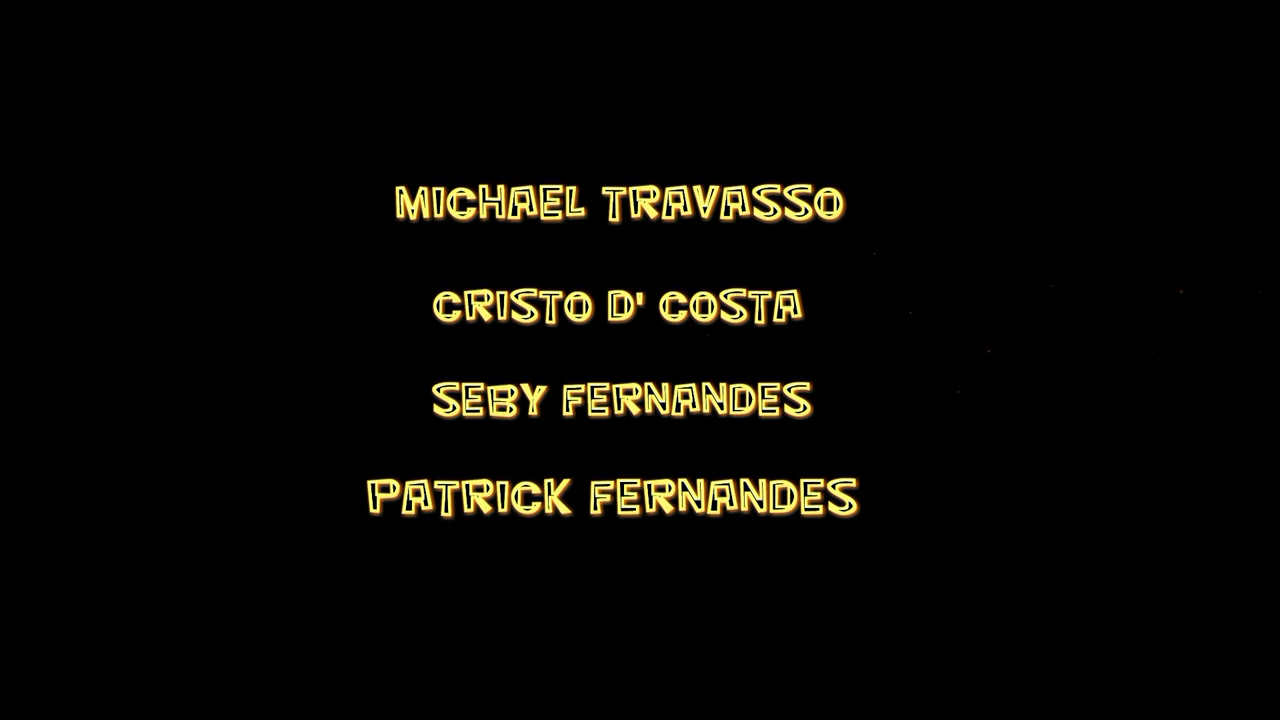 MICHAEL TRAVASSO
CRISTO D' COSTA
SEBY FERNANDES
PATRICK FERNANDES